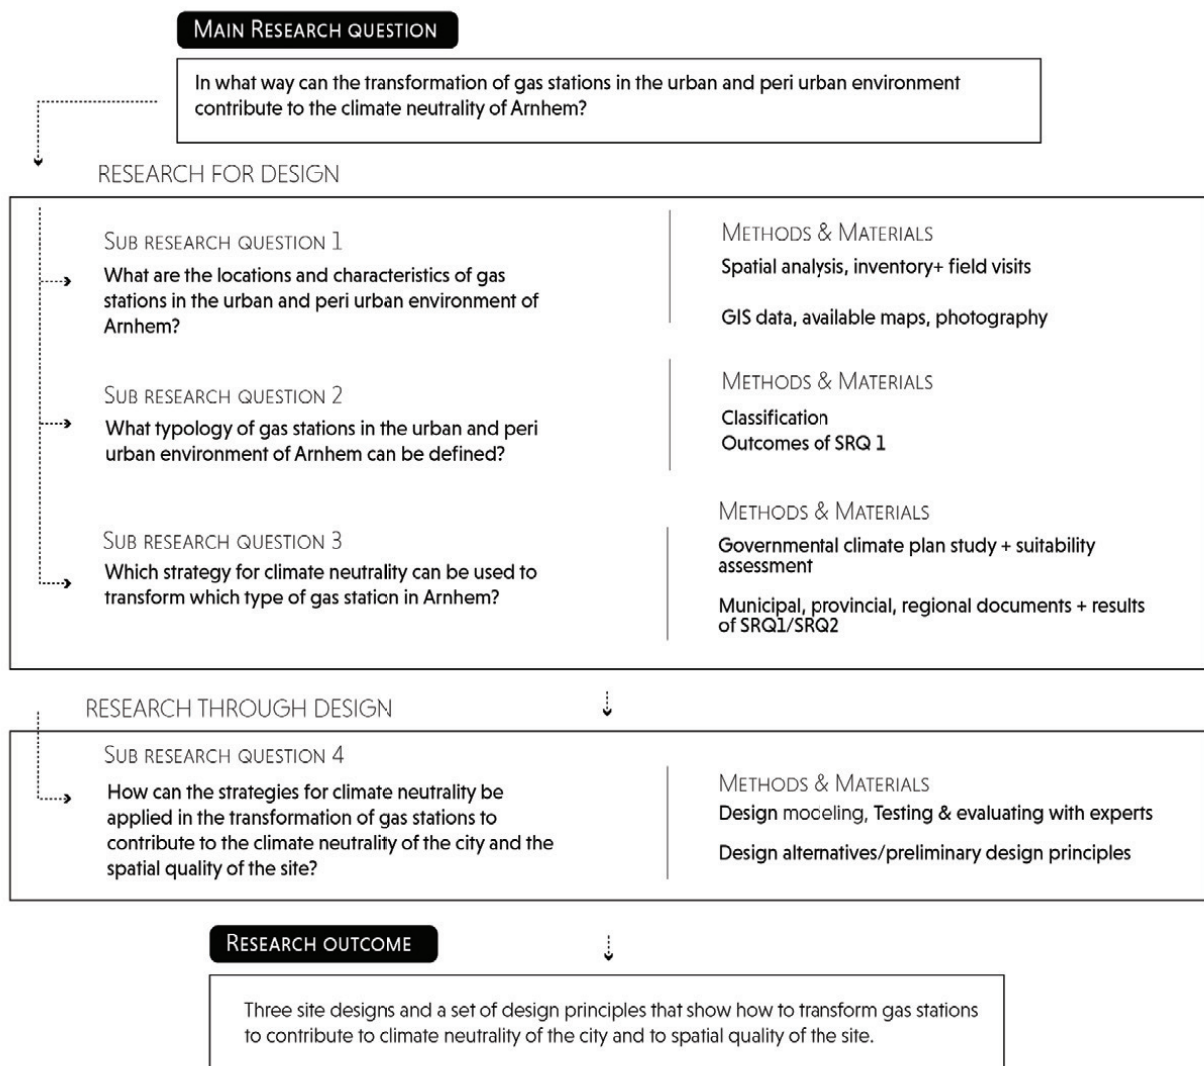 MAIN RESEARCH QUESTION
In what way can the transformation of gas stations in the urban and peri urban environment
contribute to the climate neutrality of Arnhem?
RESEARCH FOR DESIGN
SUB RESEARCH QUESTION 1
What are the locations and characteristics of gas
stations in the urban and peri urban environment of
Arnhem?
METHODS & MATERIALS
Spatial analysis, inventory+ field visits
GIS data, available maps, photography
SUB RESEARCH QUESTION 2
What typology of gas stations in the urban and peri
urban environment of Arnhem can be defined?
METHODS & MATERIALS
Classification
Outcomes of SRQ 1
SUB RESEARCH QUESTION 3
Which strategy for climate neutrality can be used to
transform which type of gas station in Arnhem?
METHODS & MATERIALS
Governmental climate plan study + suitability
assessment
Municipal, provincial, regional documents + results
of SRQ1/SRQ2
RESEARCH THROUGH DESIGN
SUB RESEARCH QUESTION 4
How can the strategies for climate neutrality be
applied in the transformation of gas stations to
contribute to the climate neutrality of the city and the
spatial quality of the site?
METHODS & MATERIALS
Design modeling, Testing & evaluating with experts
Design alternatives/preliminary design principles
RESEARCH OUTCOME
Three site designs and a set of design principles that show how to transform gas stations
to contribute to climate neutrality of the city and to spatial quality of the site.